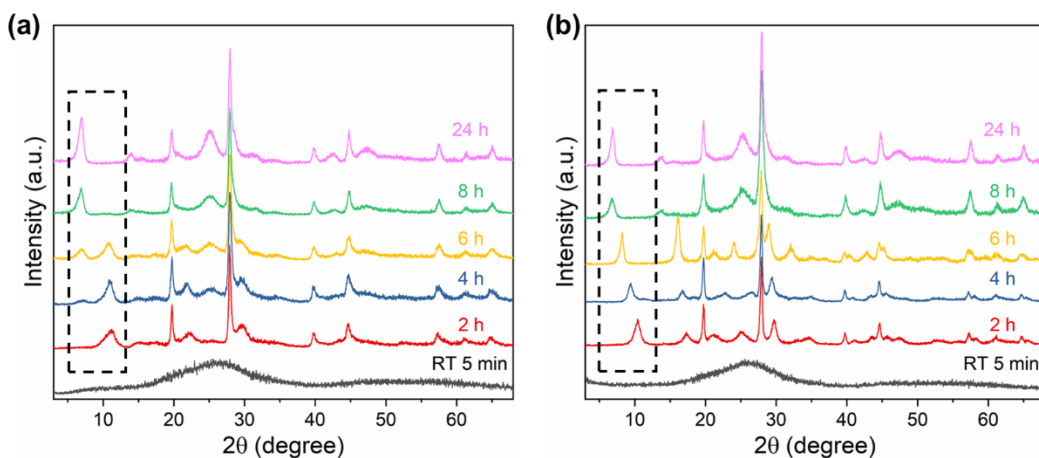 (a)
Intensity (a.u.)
24 h
8 h
6 h
4 h
2 h
RT 5 min
10 20 30 40 50 60
2θ (degree)
(b)
Intensity (a.u.)
24 h
8 h
6 h
4 h
2 h
RT 5 min
10 20 30 40 50 60
2θ (degree)